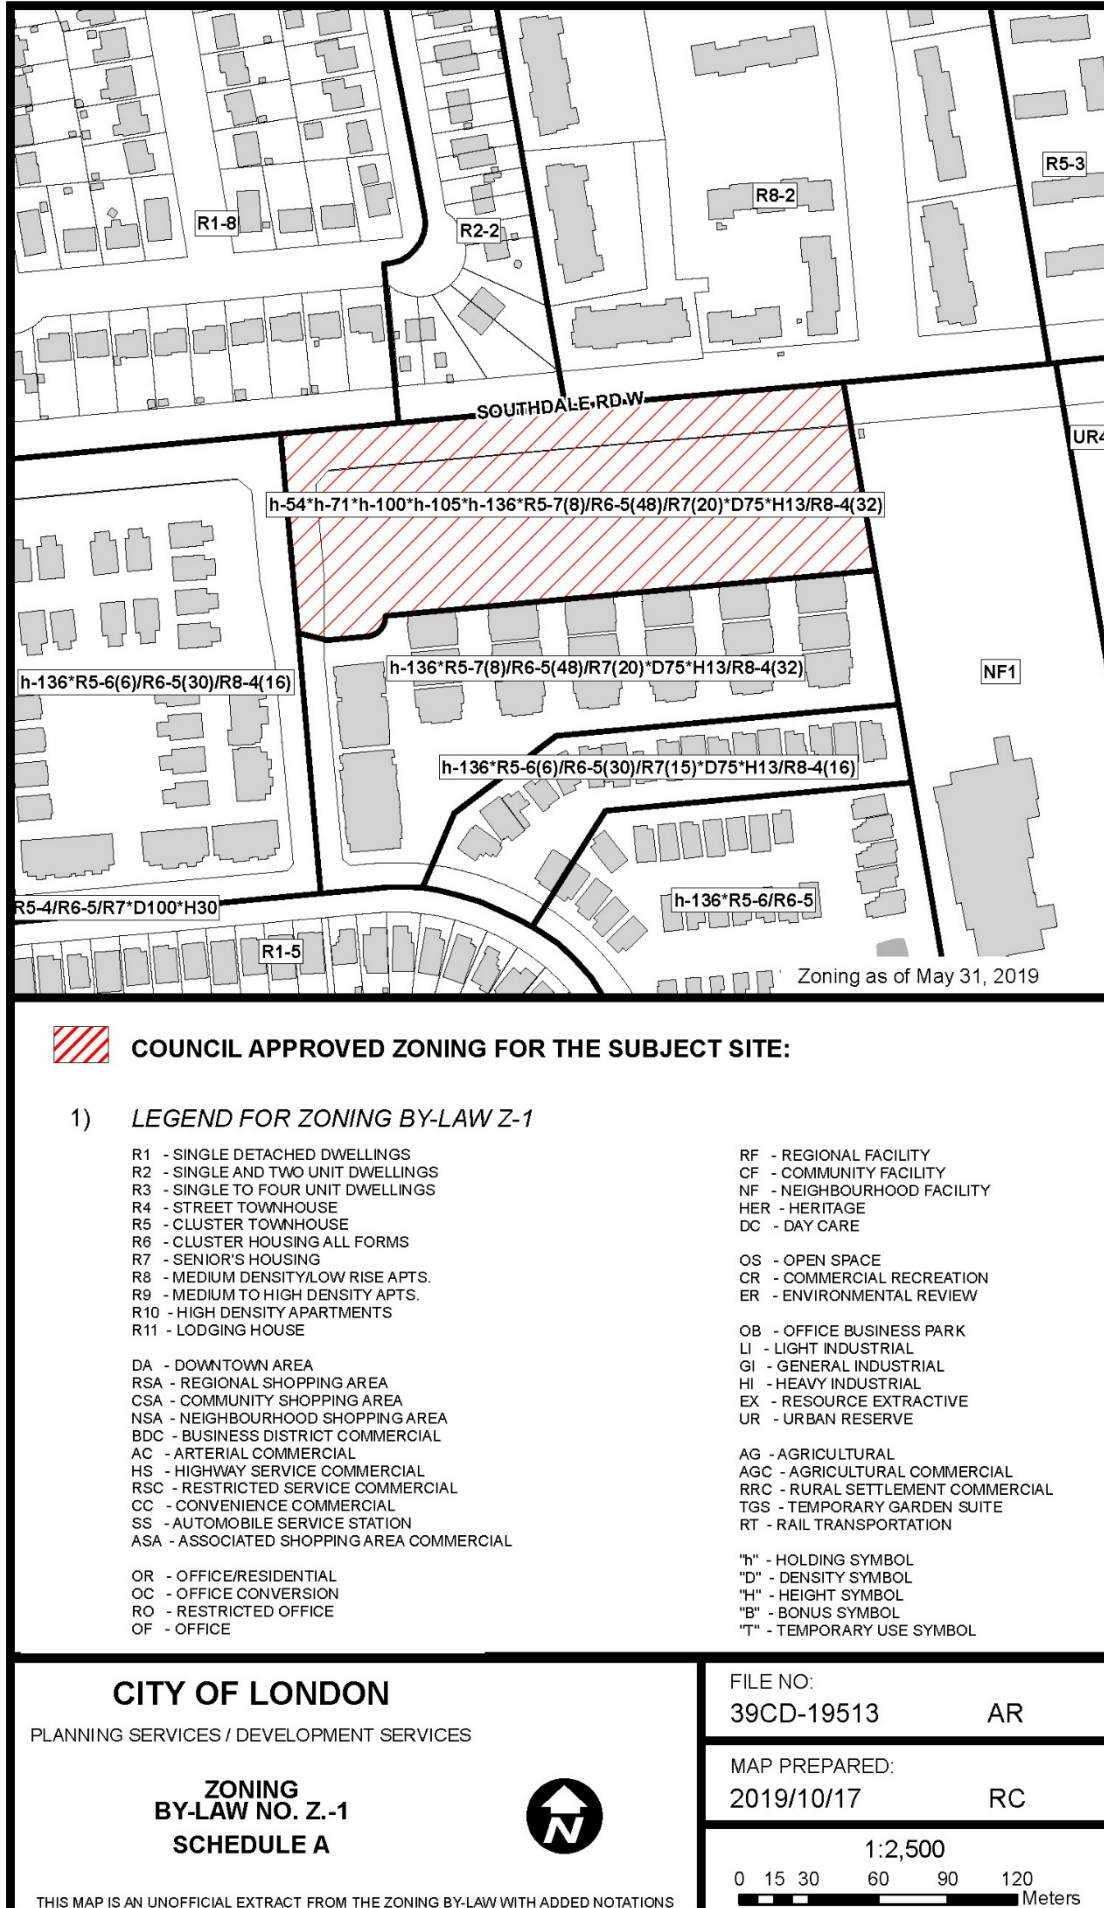 R1-8
R2-2
R8-2
R5-3
SOUTHDALE RD W
UR4
h-54*h-71*h-100*h-105*h-136*R5-7(8)/R6-5(48)/R7(20)*D75*H13/R8-4(32)
h-136*R5-6(6)/R6-5(30)/R8-4(16)
h-136*R5-7(8)/R6-5(48)/R7(20)*D75*H13/R8-4(32)
NF1
h-136*R5-6(6)/R6-5(30)/R7(15)*D75*H13/R8-4(16)
R5-4/R6-5/R7*D100*H30
h-136*R5-6/R6-5
R1-5
Zoning as of May 31, 2019
COUNCIL APPROVED ZONING FOR THE SUBJECT SITE:
1) LEGEND FOR ZONING BY-LAW Z-1
R1 - SINGLE DETACHED DWELLINGS
R2 - SINGLE AND TWO UNIT DWELLINGS
R3 - SINGLE TO FOUR UNIT DWELLINGS
R4 - STREET TOWNHOUSE
R5 - CLUSTER TOWNHOUSE
R6 - CLUSTER HOUSING ALL FORMS
R7 - SENIOR'S HOUSING
R8 - MEDIUM DENSITY/LOW RISE APTS.
R9 - MEDIUM TO HIGH DENSITY APTS.
R10 - HIGH DENSITY APARTMENTS
R11 - LODGING HOUSE
DA - DOWNTOWN AREA
RSA - REGIONAL SHOPPING AREA
CSA - COMMUNITY SHOPPING AREA
NSA - NEIGHBOURHOOD SHOPPING AREA
BDC - BUSINESS DISTRICT COMMERCIAL
AC - ARTERIAL COMMERCIAL
HS - HIGHWAY SERVICE COMMERCIAL
RSC - RESTRICTED SERVICE COMMERCIAL
CC - CONVENIENCE COMMERCIAL
SS - AUTOMOBILE SERVICE STATION
ASA - ASSOCIATED SHOPPING AREA COMMERCIAL
OR - OFFICE/RESIDENTIAL
OC - OFFICE CONVERSION
RO - RESTRICTED OFFICE
OF - OFFICE
RF - REGIONAL FACILITY
CF - COMMUNITY FACILITY
NF - NEIGHBOURHOOD FACILITY
HER - HERITAGE
DC - DAY CARE
OS - OPEN SPACE
CR - COMMERCIAL RECREATION
ER - ENVIRONMENTAL REVIEW
OB - OFFICE BUSINESS PARK
LI - LIGHT INDUSTRIAL
GI - GENERAL INDUSTRIAL
HI - HEAVY INDUSTRIAL
EX - RESOURCE EXTRACTIVE
UR - URBAN RESERVE
AG - AGRICULTURAL
AGC - AGRICULTURAL COMMERCIAL
RRC - RURAL SETTLEMENT COMMERCIAL
TGS - TEMPORARY GARDEN SUITE
RT - RAIL TRANSPORTATION
"h" - HOLDING SYMBOL
"D" - DENSITY SYMBOL
"H" - HEIGHT SYMBOL
"B" - BONUS SYMBOL
"T" - TEMPORARY USE SYMBOL
CITY OF LONDON
PLANNING SERVICES / DEVELOPMENT SERVICES
ZONING
BY-LAW NO. Z.-1
SCHEDULE A
N
THIS MAP IS AN UNOFFICIAL EXTRACT FROM THE ZONING BY-LAW WITH ADDED NOTATIONS
FILE NO:
39CD-19513 AR
MAP PREPARED:
2019/10/17 RC
1:2,500
0 15 30 60 90 120
Meters